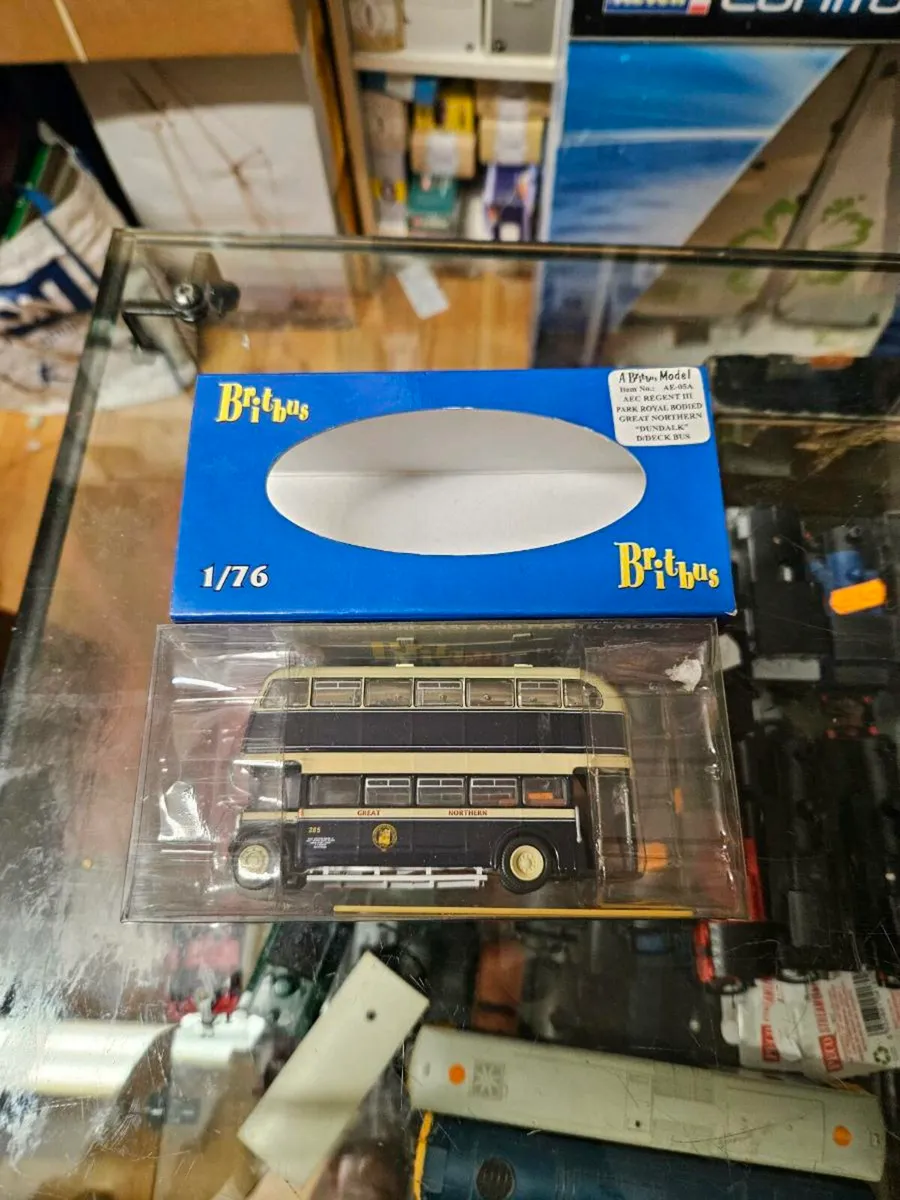 Britbus
A Britbus Model
Item No.: AE-05A
AEC REGENT III
PARK ROYAL BODIED
GREAT NORTHERN
"DUNDALK"
D/DECK BUS
1/76
Britbus
GREAT NORTHERN
285
PECO